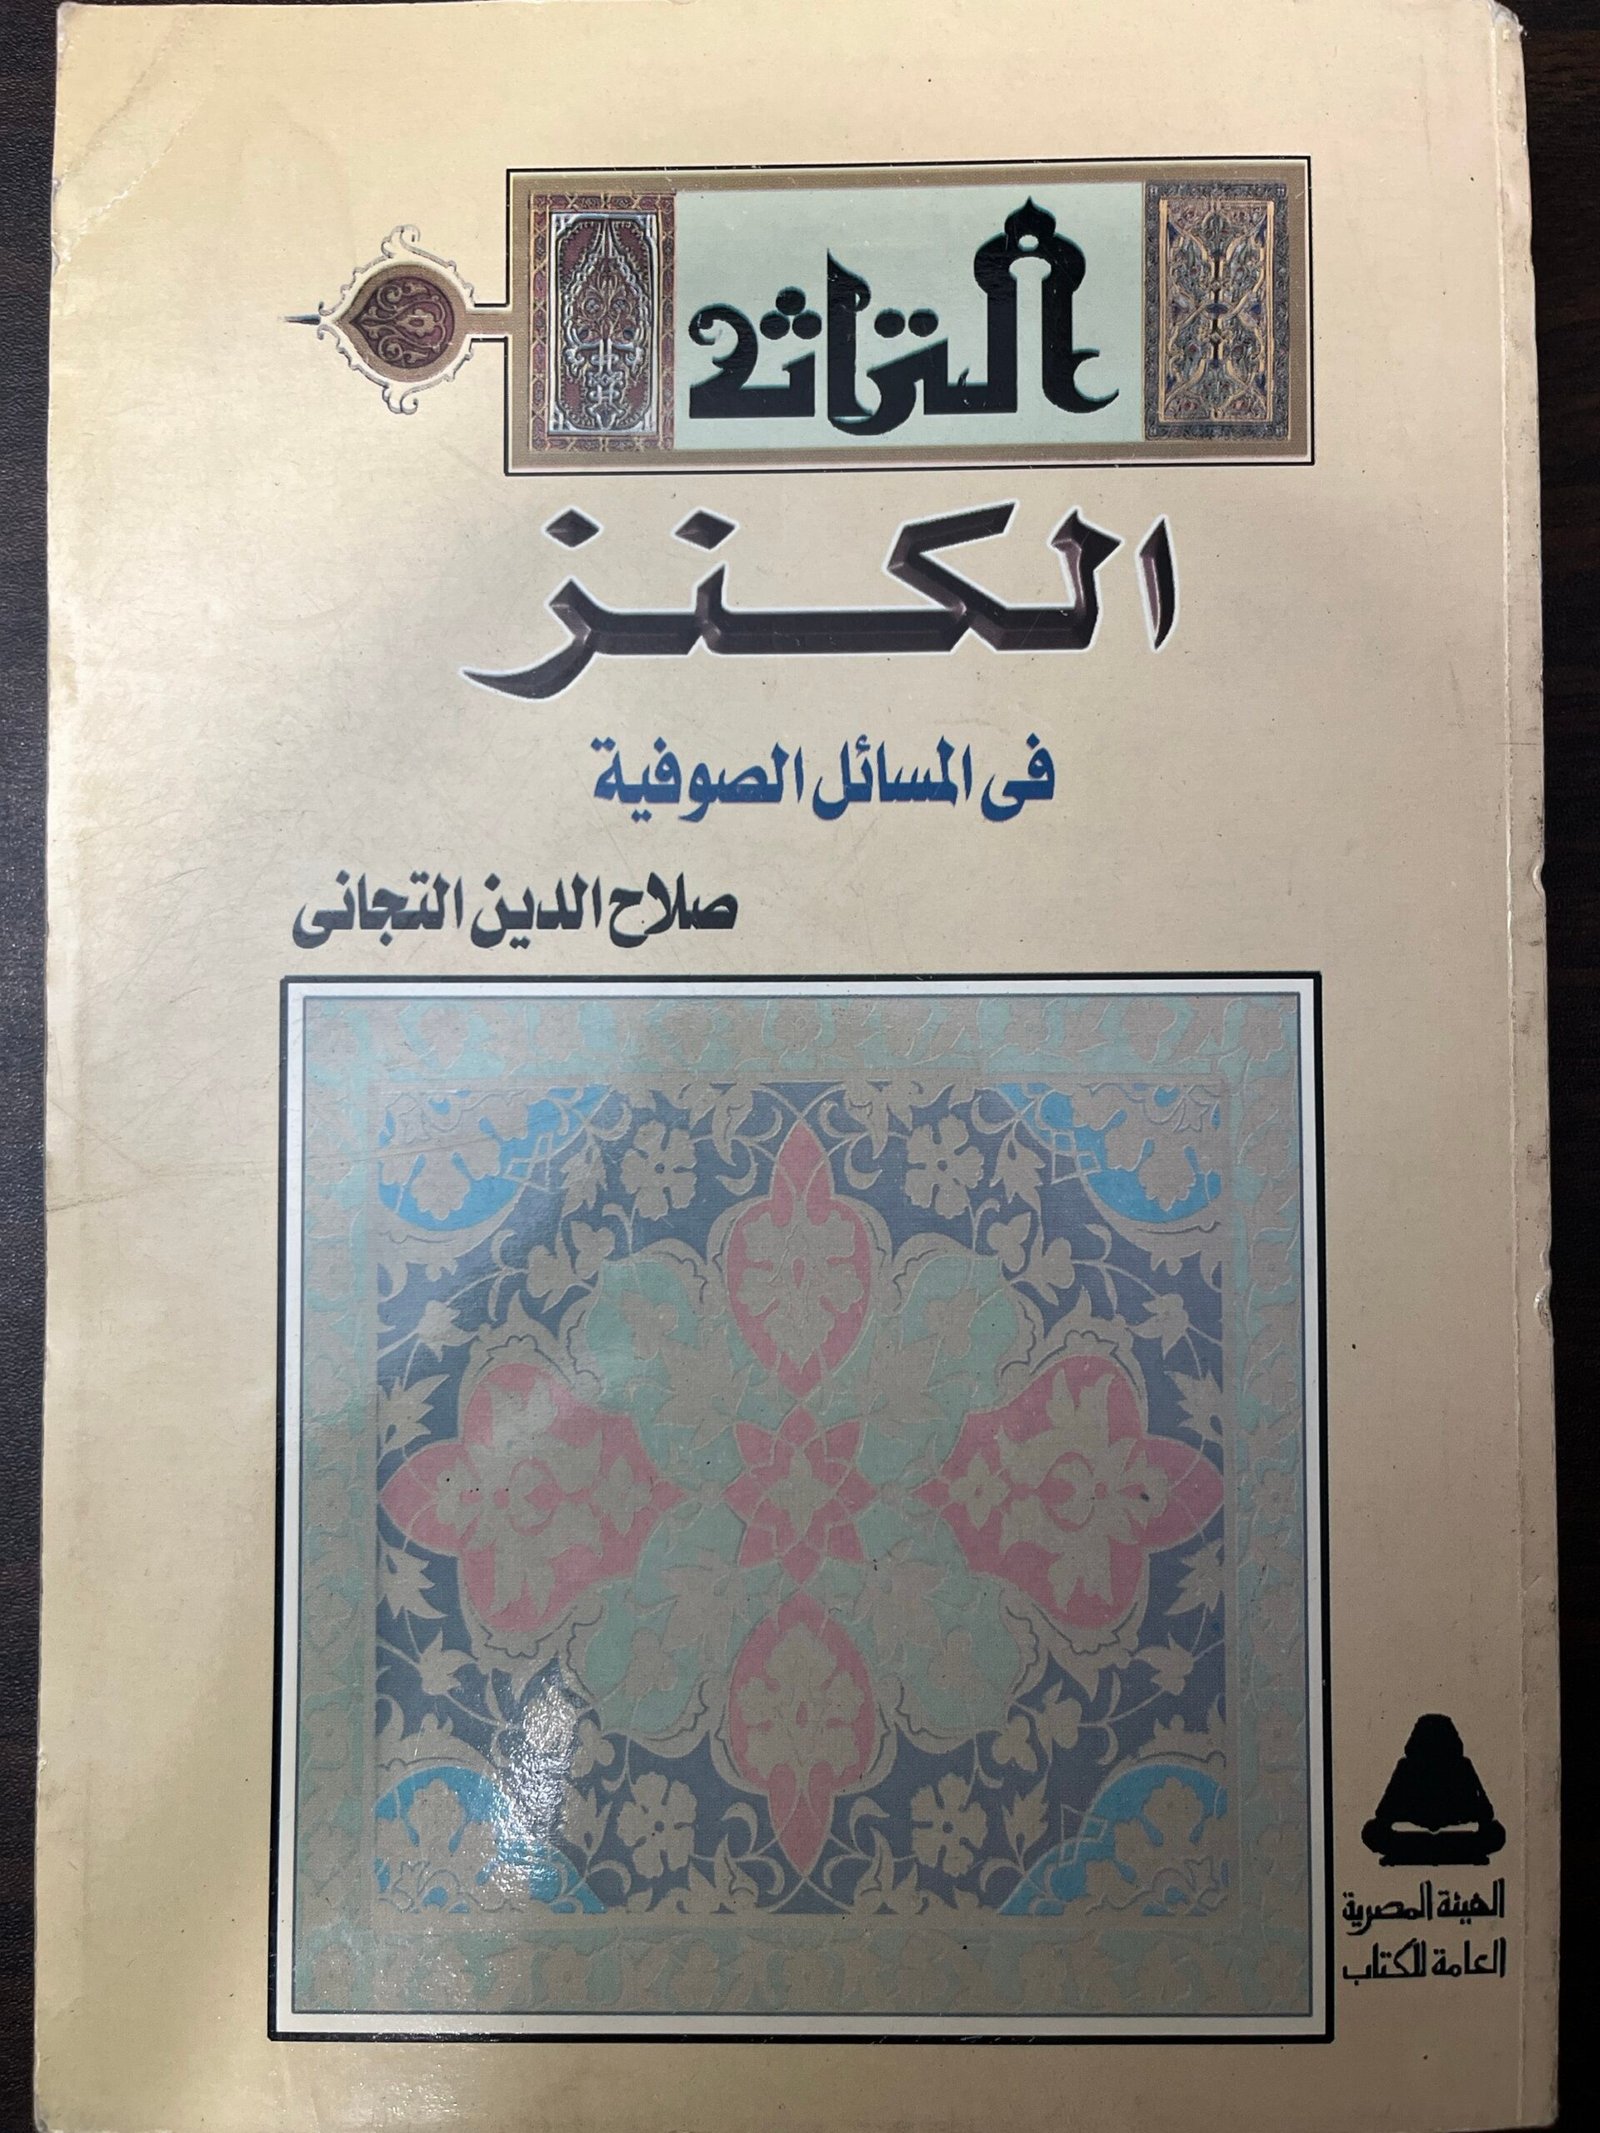 التراث
الكنز
فى المسائل الصوفية
صلاح الدين التجانى
الهيئة المصرية
العامة للكتاب